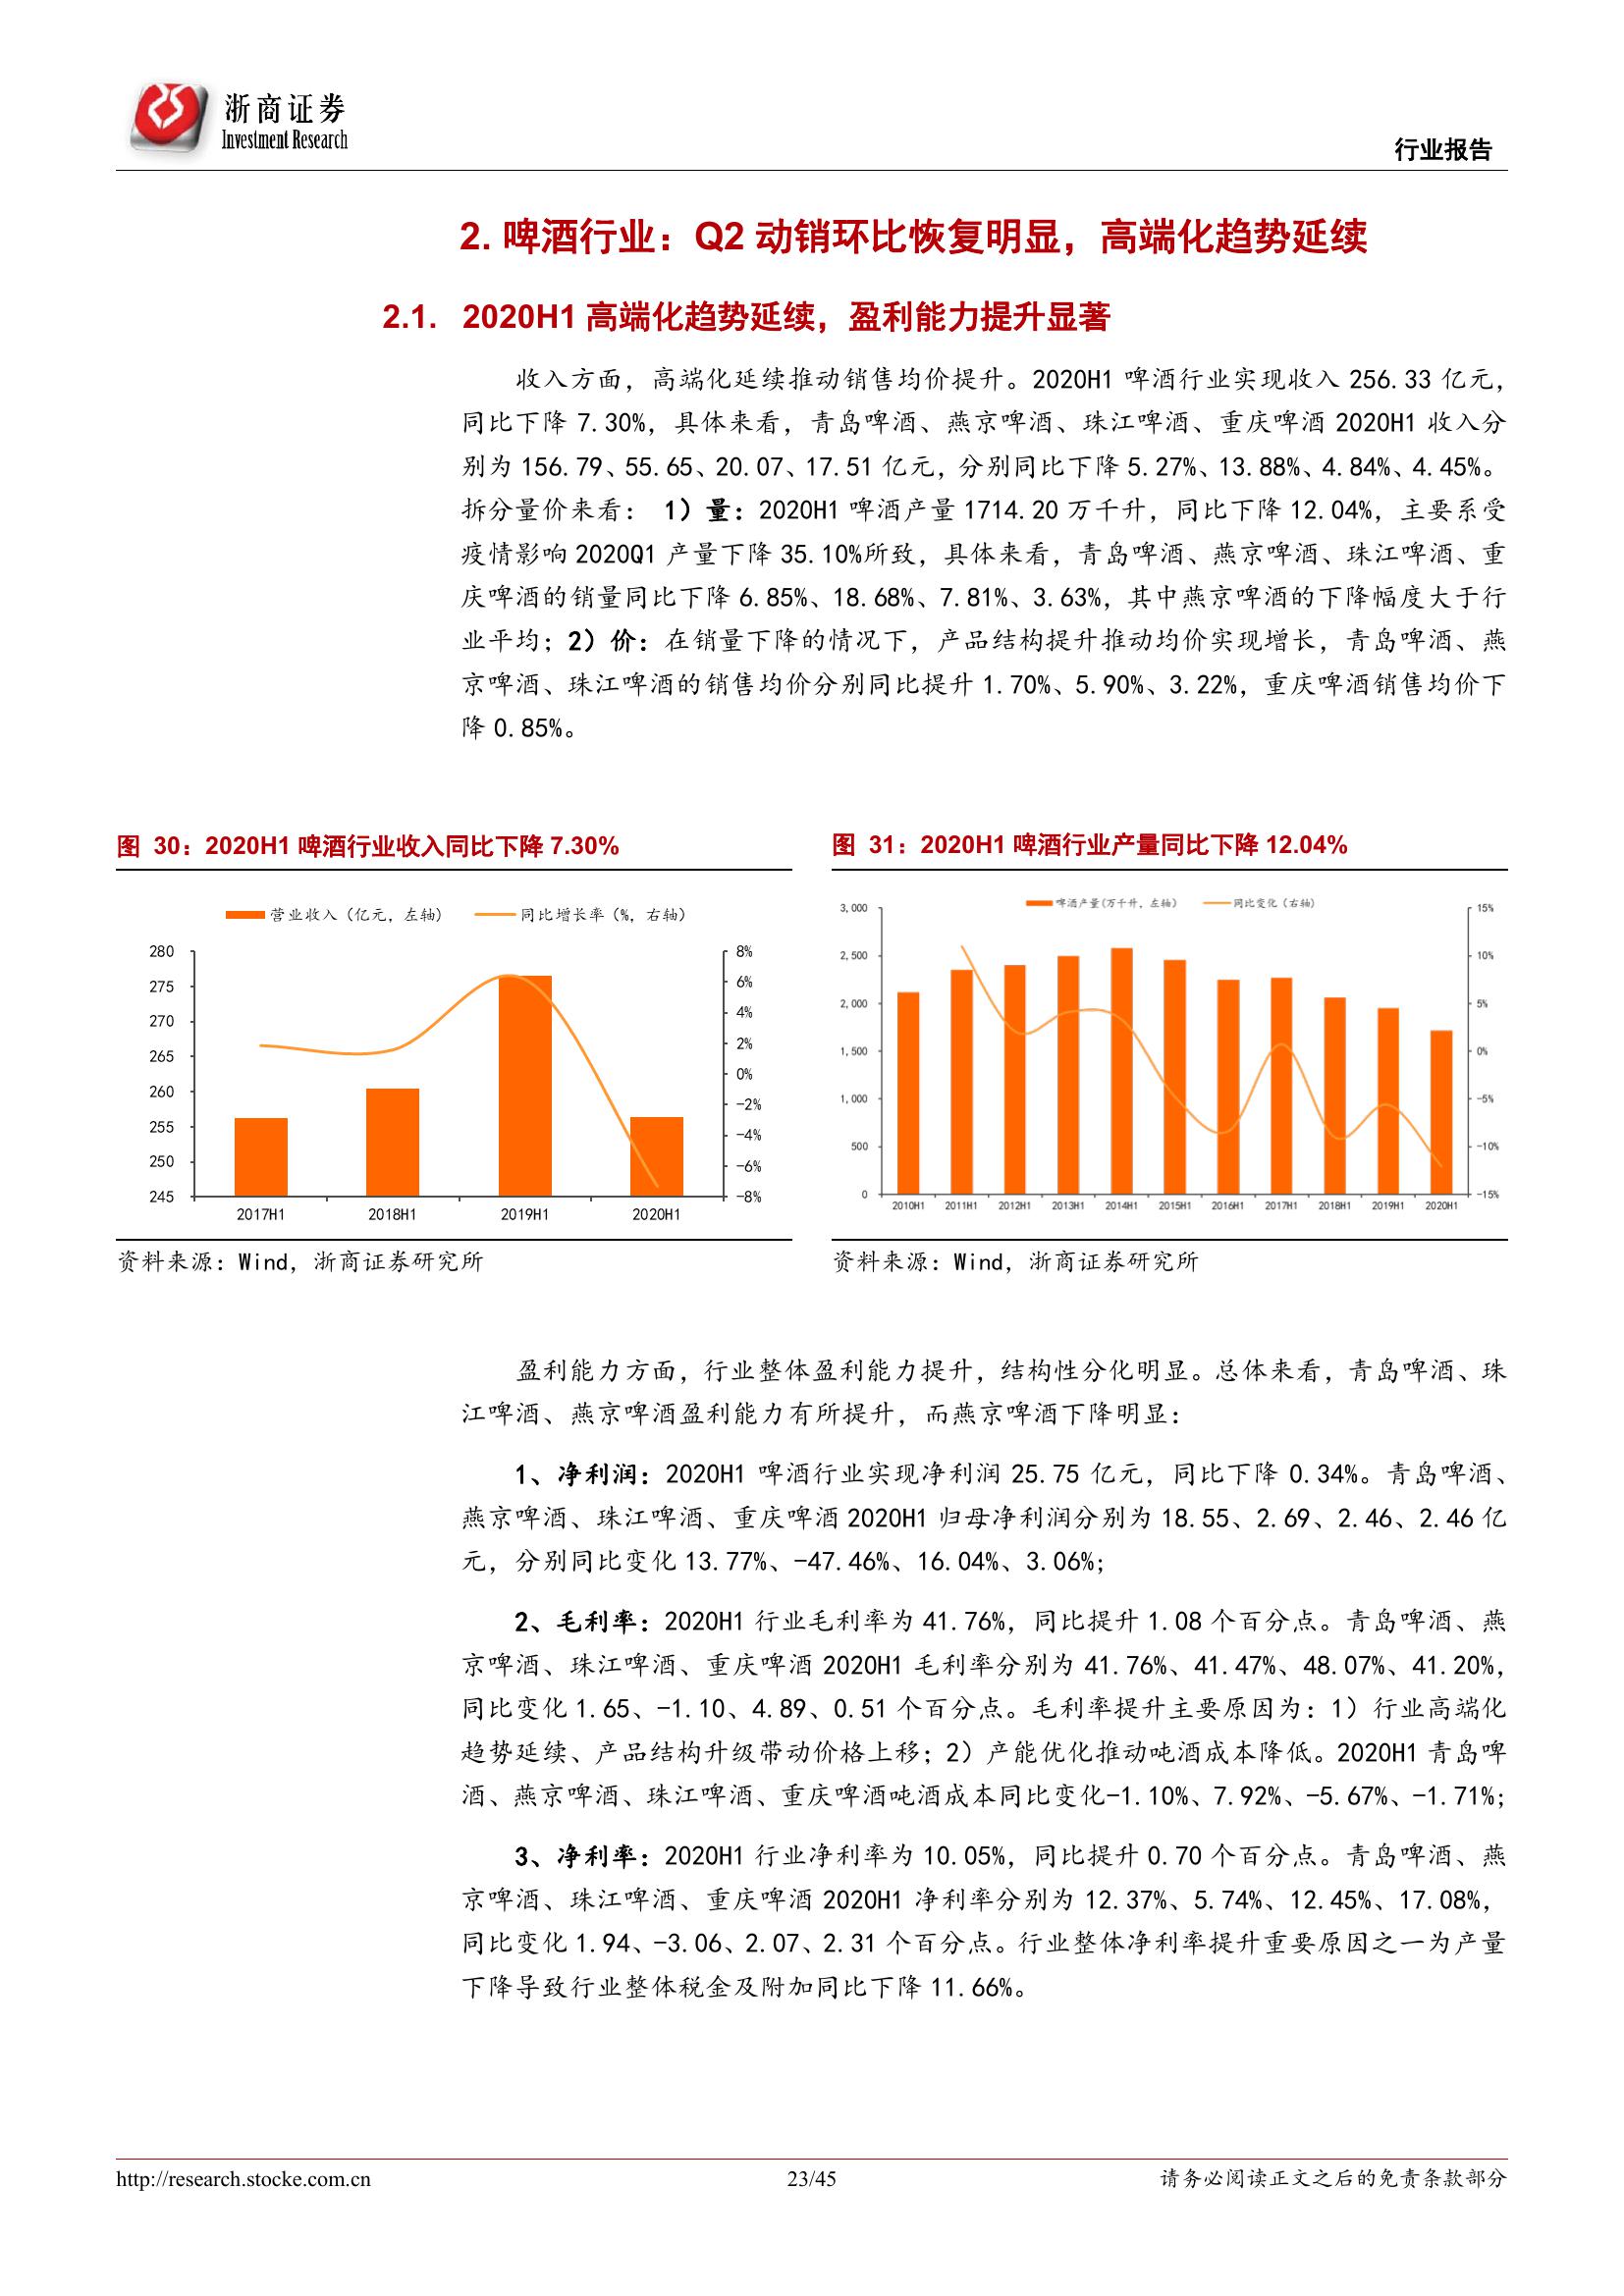 浙商证券
Investment Research
行业报告
2. 啤酒行业：Q2 动销环比恢复明显，高端化趋势延续
2.1. 2020H1 高端化趋势延续，盈利能力提升显著
收入方面，高端化延续推动销售均价提升。2020H1 啤酒行业实现收入 256.33 亿元，
同比下降 7.30%，具体来看，青岛啤酒、燕京啤酒、珠江啤酒、重庆啤酒 2020H1 收入分
别为 156.79、55.65、20.07、17.51 亿元，分别同比下降 5.27%、13.88%、4.84%、4.45%。
拆分量价来看： 1）量：2020H1 啤酒产量 1714.20 万千升，同比下降 12.04%，主要系受
疫情影响 2020Q1 产量下降 35.10%所致，具体来看，青岛啤酒、燕京啤酒、珠江啤酒、重
庆啤酒的销量同比下降 6.85%、18.68%、7.81%、3.63%，其中燕京啤酒的下降幅度大于行
业平均；2）价：在销量下降的情况下，产品结构提升推动均价实现增长，青岛啤酒、燕
京啤酒、珠江啤酒的销售均价分别同比提升 1.70%、5.90%、3.22%，重庆啤酒销售均价下
降 0.85%。
图 30：2020H1 啤酒行业收入同比下降 7.30%
营业收入（亿元，左轴） 同比增长率（%，右轴）
280
275
270
265
260
255
250
245
8%
6%
4%
2%
0%
-2%
-4%
-6%
-8%
2017H1 2018H1 2019H1 2020H1
资料来源：Wind，浙商证券研究所
图 31：2020H1 啤酒行业产量同比下降 12.04%
啤酒产量(万千升，左轴） 同比变化（右轴）
3,000
2,500
2,000
1,500
1,000
500
0
15%
10%
5%
0%
-5%
-10%
-15%
2010H1 2011H1 2012H1 2013H1 2014H1 2015H1 2016H1 2017H1 2018H1 2019H1 2020H1
资料来源：Wind，浙商证券研究所
盈利能力方面，行业整体盈利能力提升，结构性分化明显。总体来看，青岛啤酒、珠
江啤酒、燕京啤酒盈利能力有所提升，而燕京啤酒下降明显：
1、净利润：2020H1 啤酒行业实现净利润 25.75 亿元，同比下降 0.34%。青岛啤酒、
燕京啤酒、珠江啤酒、重庆啤酒 2020H1 归母净利润分别为 18.55、2.69、2.46、2.46 亿
元，分别同比变化 13.77%、-47.46%、16.04%、3.06%；
2、毛利率：2020H1 行业毛利率为 41.76%，同比提升 1.08 个百分点。青岛啤酒、燕
京啤酒、珠江啤酒、重庆啤酒 2020H1 毛利率分别为 41.76%、41.47%、48.07%、41.20%，
同比变化 1.65、-1.10、4.89、0.51 个百分点。毛利率提升主要原因为：1）行业高端化
趋势延续、产品结构升级带动价格上移；2）产能优化推动吨酒成本降低。2020H1 青岛啤
酒、燕京啤酒、珠江啤酒、重庆啤酒吨酒成本同比变化-1.10%、7.92%、-5.67%、-1.71%；
3、净利率：2020H1 行业净利率为 10.05%，同比提升 0.70 个百分点。青岛啤酒、燕
京啤酒、珠江啤酒、重庆啤酒 2020H1 净利率分别为 12.37%、5.74%、12.45%、17.08%，
同比变化 1.94、-3.06、2.07、2.31 个百分点。行业整体净利率提升重要原因之一为产量
下降导致行业整体税金及附加同比下降 11.66%。
http://research.stocke.com.cn 23/45 请务必阅读正文之后的免责条款部分